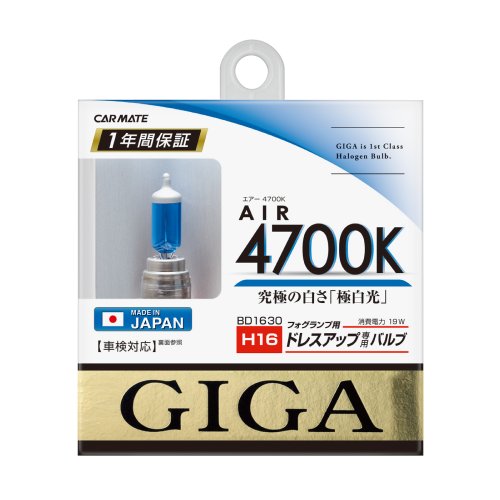 CARMATE
1年間保証
GIGA is 1st Class
Halogen Bulb.
エアー 4700K
AIR
4700K
究極の白さ「極白光」
MADE IN
JAPAN
【車検対応】裏面参照
BD1630
フォグランプ用
消費電力 19W
H16
ドレスアップ専用バルブ
GIGA